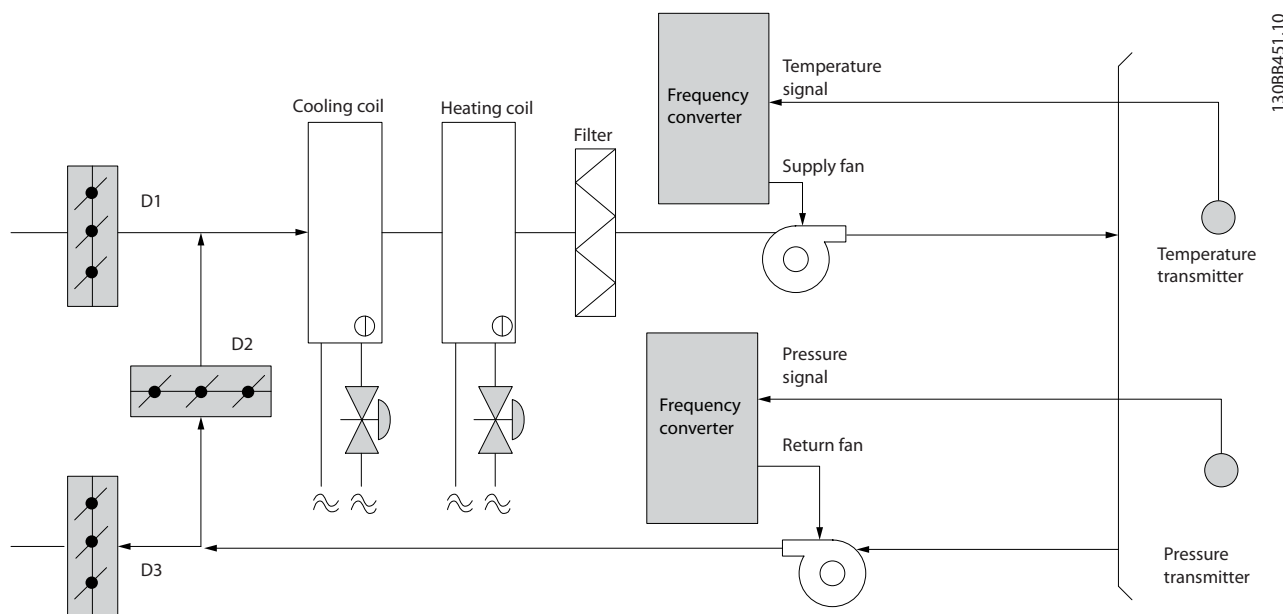 130BB451.10
Temperature
signal
Frequency
converter
Cooling coil
Heating coil
Filter
Supply fan
D1
Temperature
transmitter
D2
Pressure
signal
Frequency
converter
Return fan
D3
Pressure
transmitter